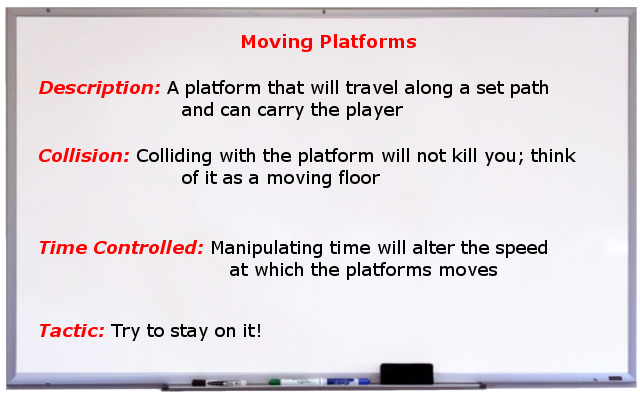 Moving Platforms
Description: A platform that will travel along a set path
and can carry the player
Collision: Colliding with the platform will not kill you; think
of it as a moving floor
Time Controlled: Manipulating time will alter the speed
at which the platforms moves
Tactic: Try to stay on it!